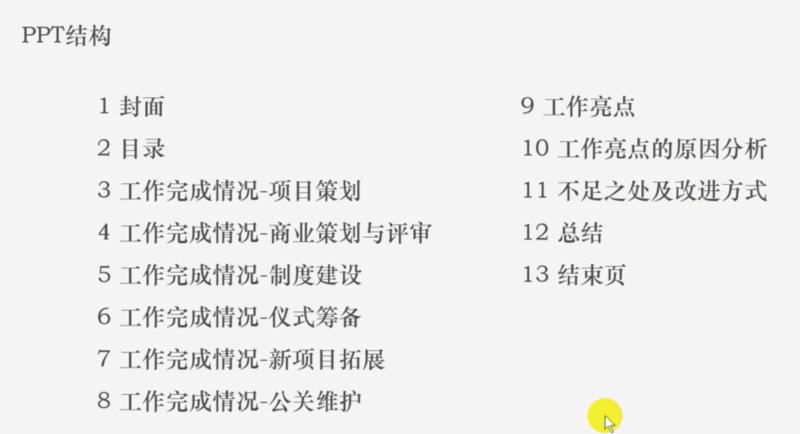 PPT结构
1 封面
2 目录
3 工作完成情况-项目策划
4 工作完成情况-商业策划与评审
5 工作完成情况-制度建设
6 工作完成情况-仪式筹备
7 工作完成情况-新项目拓展
8 工作完成情况-公关维护
9 工作亮点
10 工作亮点的原因分析
11 不足之处及改进方式
12 总结
13 结束页